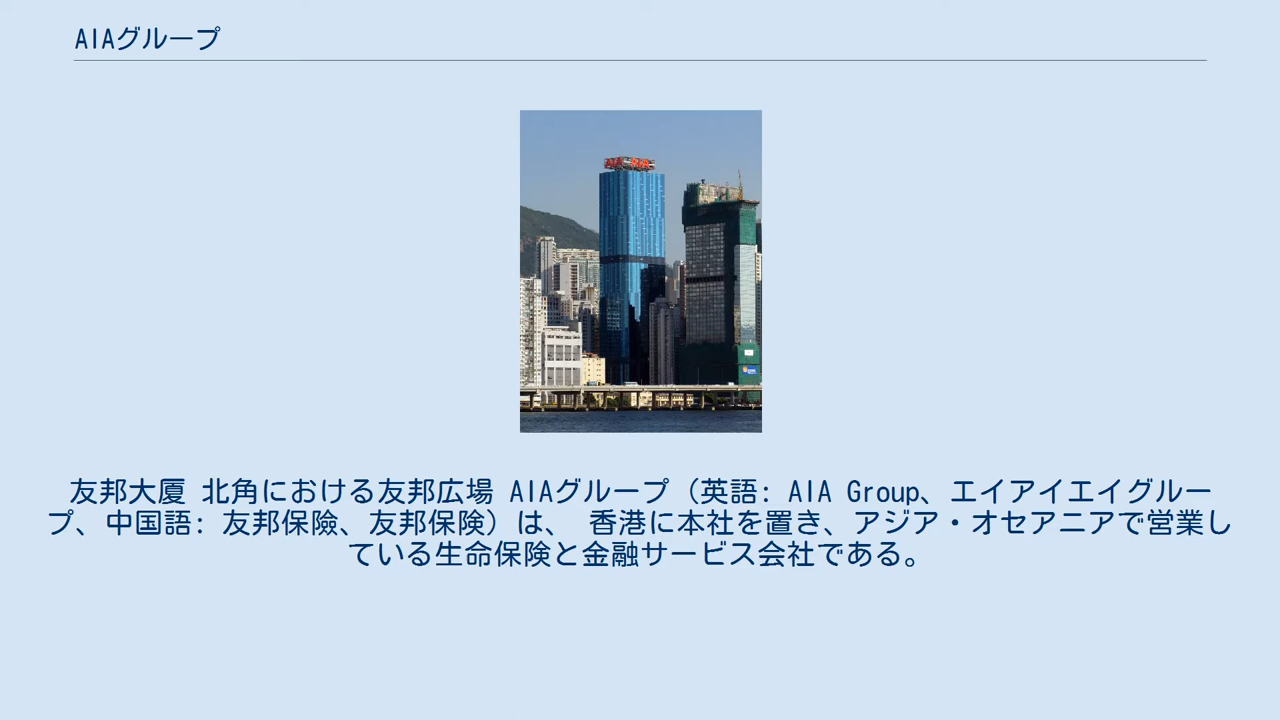 AIAグループ
友邦大厦 北角における友邦広場 AIAグループ（英語: AIA Group、エイアイエイグルー
プ、中国語: 友邦保險、友邦保险）は、 香港に本社を置き、アジア・オセアニアで営業し
ている生命保険と金融サービス会社である。